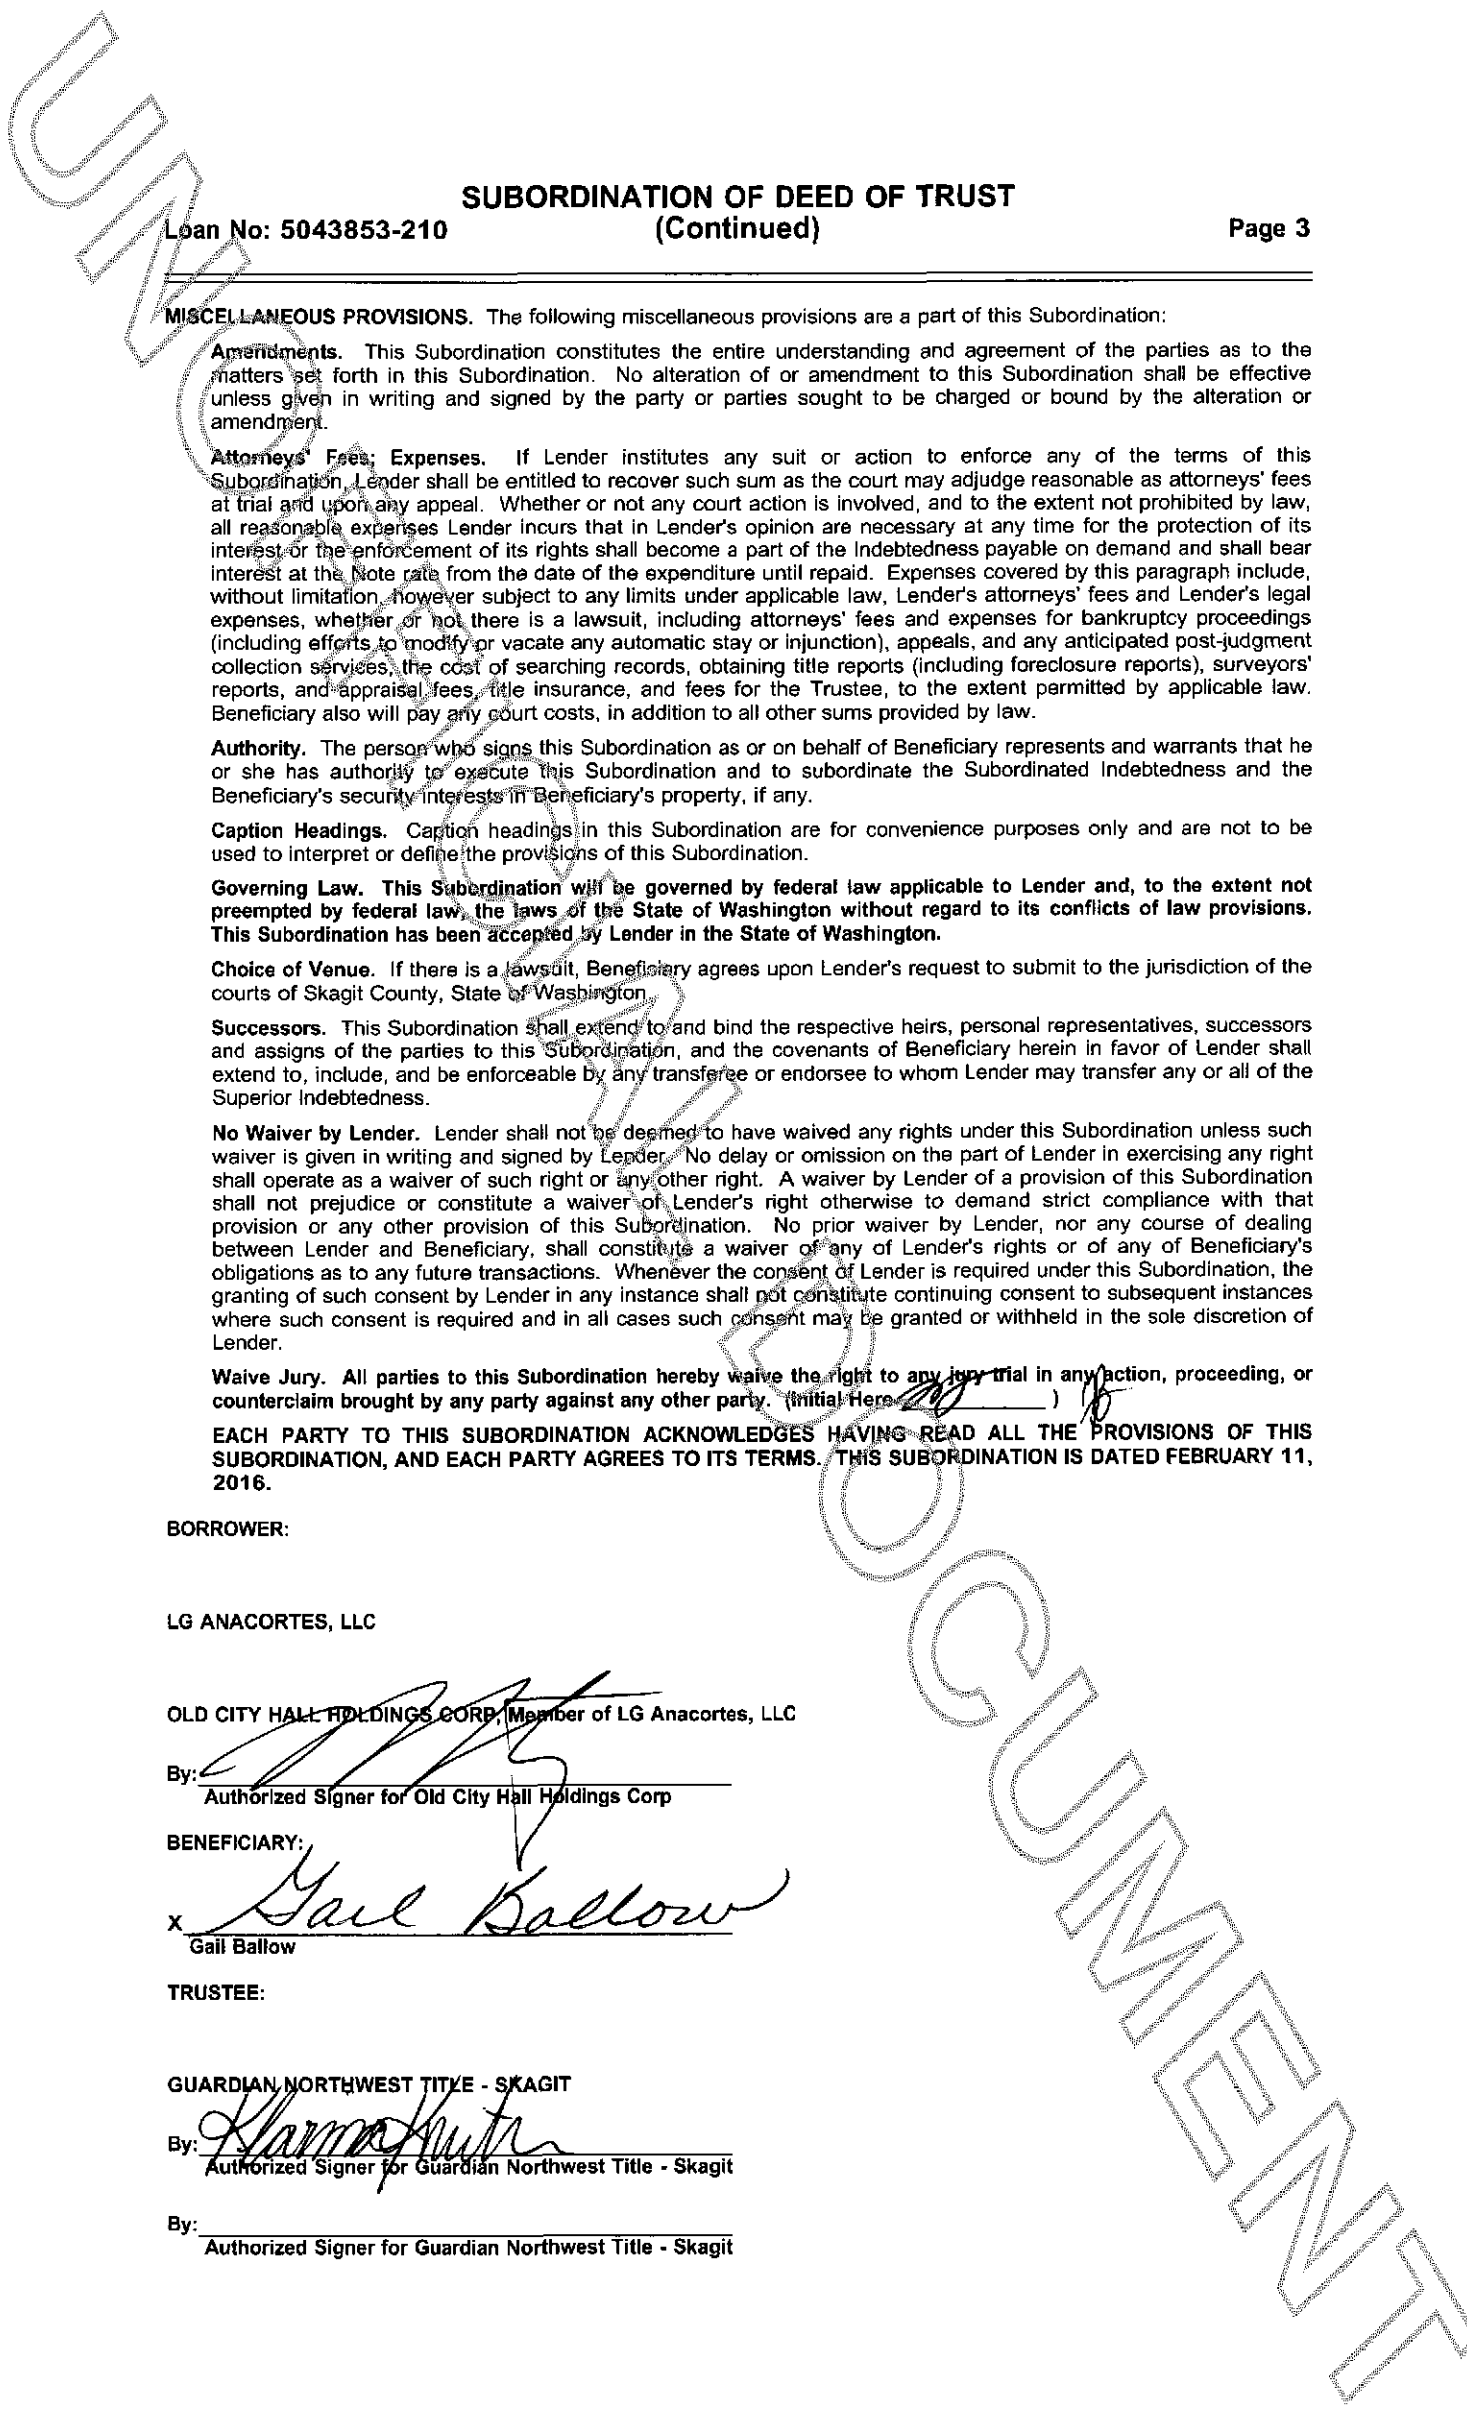 SUBORDINATION OF DEED OF TRUST
Loan No: 5043853-210 (Continued) Page 3
MISCELLANEOUS PROVISIONS. The following miscellaneous provisions are a part of this Subordination:
Amendments. This Subordination constitutes the entire understanding and agreement of the parties as to the
matters set forth in this Subordination. No alteration of or amendment to this Subordination shall be effective
unless given in writing and signed by the party or parties sought to be charged or bound by the alteration or
amendment.
Attorneys' Fees; Expenses. If Lender institutes any suit or action to enforce any of the terms of this
Subordination, Lender shall be entitled to recover such sum as the court may adjudge reasonable as attorneys' fees
at trial and upon any appeal. Whether or not any court action is involved, and to the extent not prohibited by law,
all reasonable expenses Lender incurs that in Lender's opinion are necessary at any time for the protection of its
interest or the enforcement of its rights shall become a part of the Indebtedness payable on demand and shall bear
interest at the Note rate from the date of the expenditure until repaid. Expenses covered by this paragraph include,
without limitation, however subject to any limits under applicable law, Lender's attorneys' fees and Lender's legal
expenses, whether or not there is a lawsuit, including attorneys' fees and expenses for bankruptcy proceedings
(including efforts to modify or vacate any automatic stay or injunction), appeals, and any anticipated post-judgment
collection services, the cost of searching records, obtaining title reports (including foreclosure reports), surveyors'
reports, and appraisal fees, title insurance, and fees for the Trustee, to the extent permitted by applicable law.
Beneficiary also will pay any court costs, in addition to all other sums provided by law.
Authority. The person who signs this Subordination as or on behalf of Beneficiary represents and warrants that he
or she has authority to execute this Subordination and to subordinate the Subordinated Indebtedness and the
Beneficiary's security interests in Beneficiary's property, if any.
Caption Headings. Caption headings in this Subordination are for convenience purposes only and are not to be
used to interpret or define the provisions of this Subordination.
Governing Law. This Subordination will be governed by federal law applicable to Lender and, to the extent not
preempted by federal law, the laws of the State of Washington without regard to its conflicts of law provisions.
This Subordination has been accepted by Lender in the State of Washington.
Choice of Venue. If there is a lawsuit, Beneficiary agrees upon Lender's request to submit to the jurisdiction of the
courts of Skagit County, State of Washington.
Successors. This Subordination shall extend to and bind the respective heirs, personal representatives, successors
and assigns of the parties to this Subordination, and the covenants of Beneficiary herein in favor of Lender shall
extend to, include, and be enforceable by any transferee or endorsee to whom Lender may transfer any or all of the
Superior Indebtedness.
No Waiver by Lender. Lender shall not be deemed to have waived any rights under this Subordination unless such
waiver is given in writing and signed by Lender. No delay or omission on the part of Lender in exercising any right
shall operate as a waiver of such right or any other right. A waiver by Lender of a provision of this Subordination
shall not prejudice or constitute a waiver of Lender's right otherwise to demand strict compliance with that
provision or any other provision of this Subordination. No prior waiver by Lender, nor any course of dealing
between Lender and Beneficiary, shall constitute a waiver of any of Lender's rights or of any of Beneficiary's
obligations as to any future transactions. Whenever the consent of Lender is required under this Subordination, the
granting of such consent by Lender in any instance shall not constitute continuing consent to subsequent instances
where such consent is required and in all cases such consent may be granted or withheld in the sole discretion of
Lender.
Waive Jury. All parties to this Subordination hereby waive the right to any jury trial in any action, proceeding, or
counterclaim brought by any party against any other party. (Initial Here )
EACH PARTY TO THIS SUBORDINATION ACKNOWLEDGES HAVING READ ALL THE PROVISIONS OF THIS
SUBORDINATION, AND EACH PARTY AGREES TO ITS TERMS. THIS SUBORDINATION IS DATED FEBRUARY 11,
2016.
BORROWER:
LG ANACORTES, LLC
OLD CITY HALL HOLDINGS CORP, Member of LG Anacortes, LLC
By:
Authorized Signer for Old City Hall Holdings Corp
BENEFICIARY:
X Gail Ballow
Gail Ballow
TRUSTEE:
GUARDIAN NORTHWEST TITLE - SKAGIT
By:
Authorized Signer for Guardian Northwest Title - Skagit
By:
Authorized Signer for Guardian Northwest Title - Skagit
UNOFFICIAL DOCUMENT